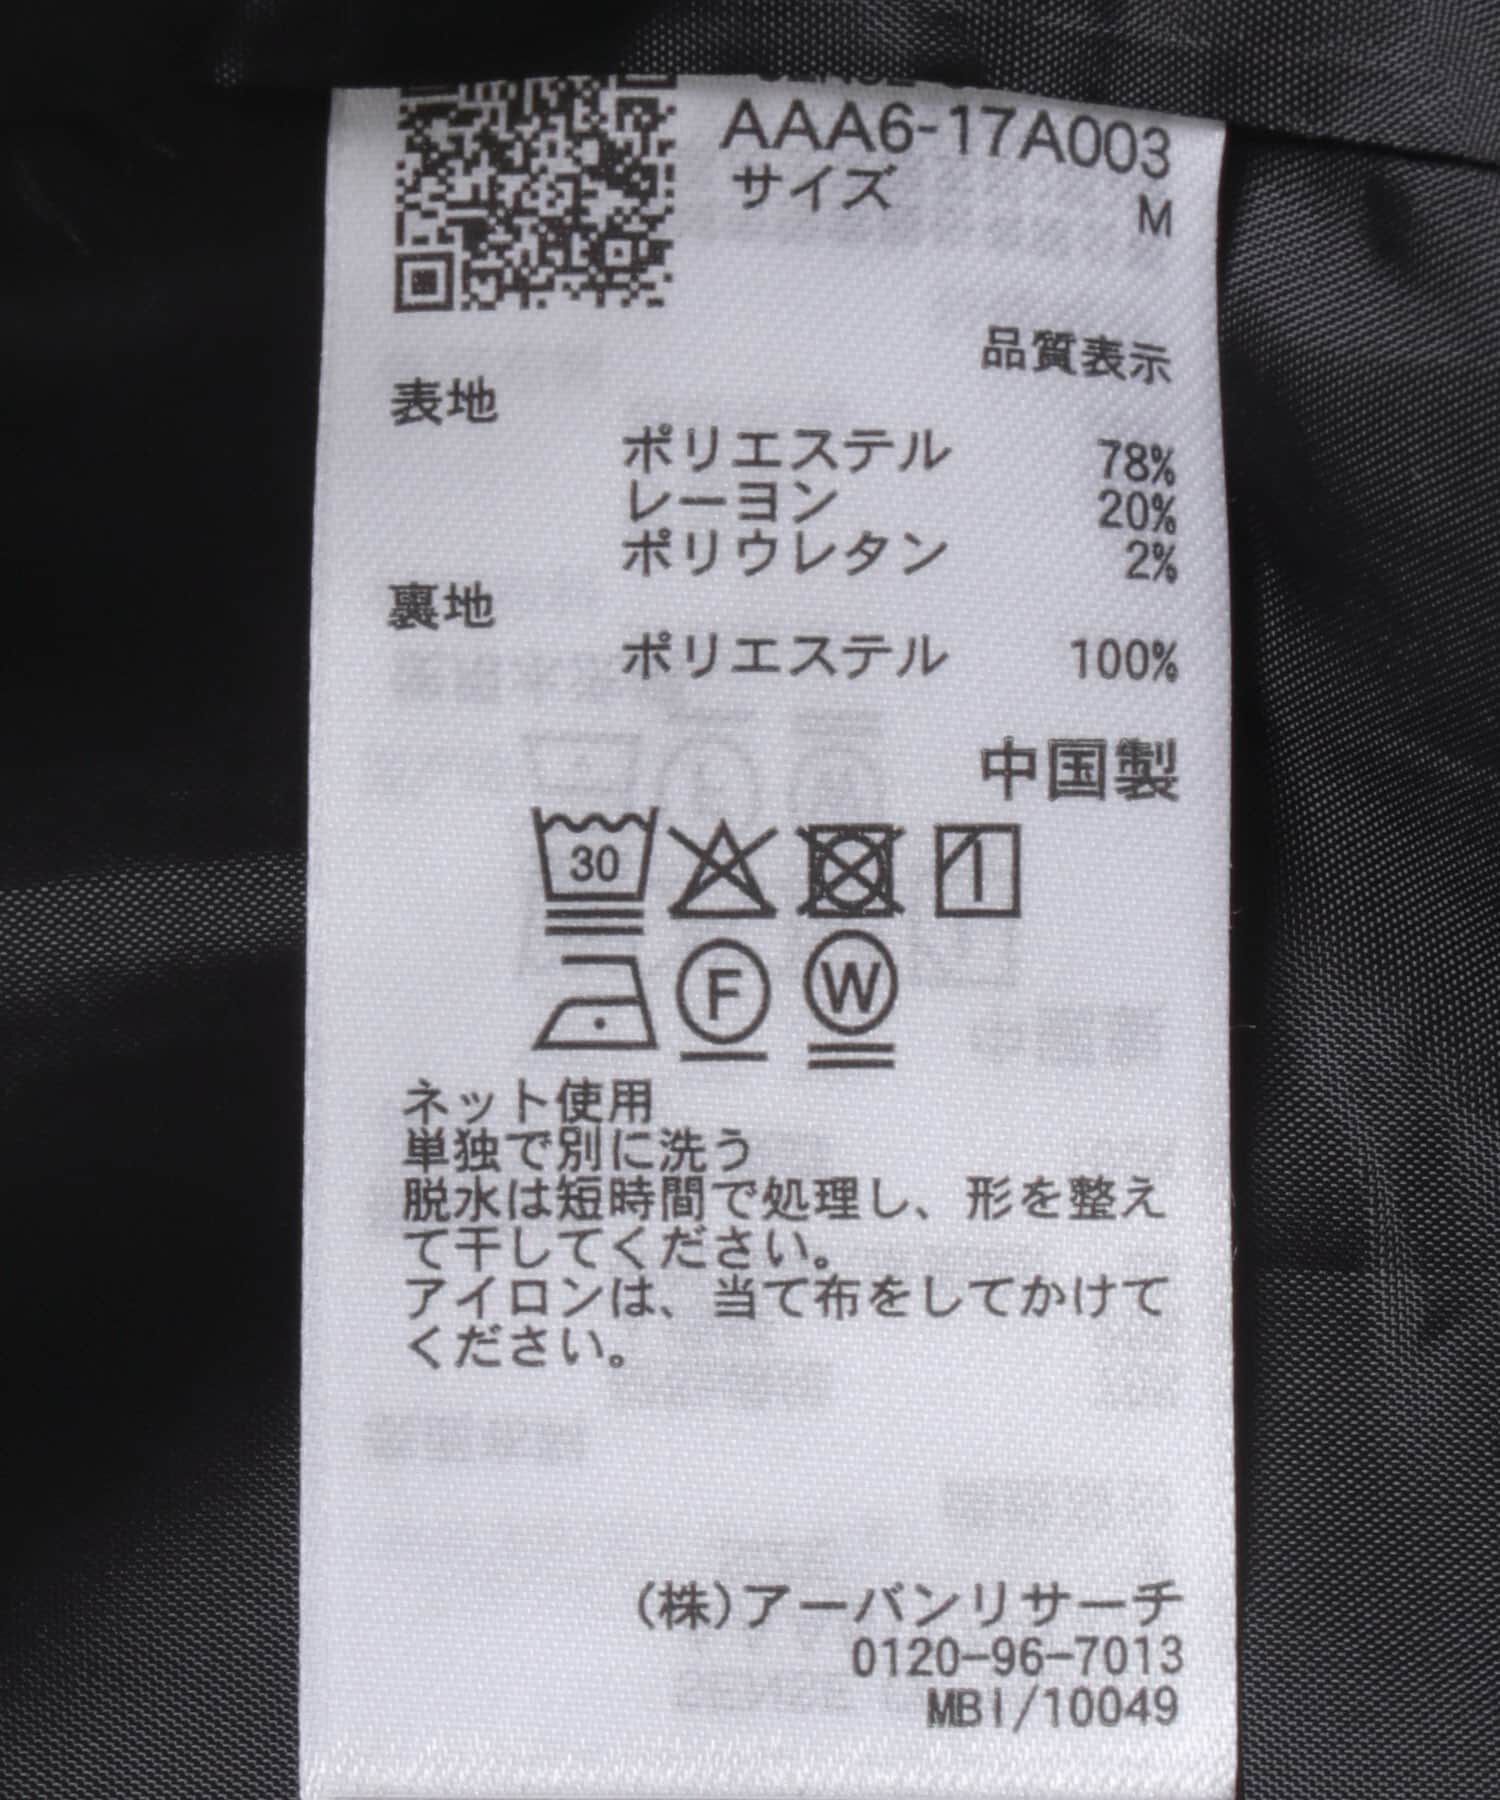 AAA6-17A003
サイズ M
品質表示
表地
ポリエステル 78%
レーヨン 20%
ポリウレタン 2%
裏地
ポリエステル 100%
中国製
30
F W
ネット使用
単独で別に洗う
脱水は短時間で処理し、形を整え
て干してください。
アイロンは、当て布をしてかけて
ください。
(株)アーバンリサーチ
0120-96-7013
MBI/10049